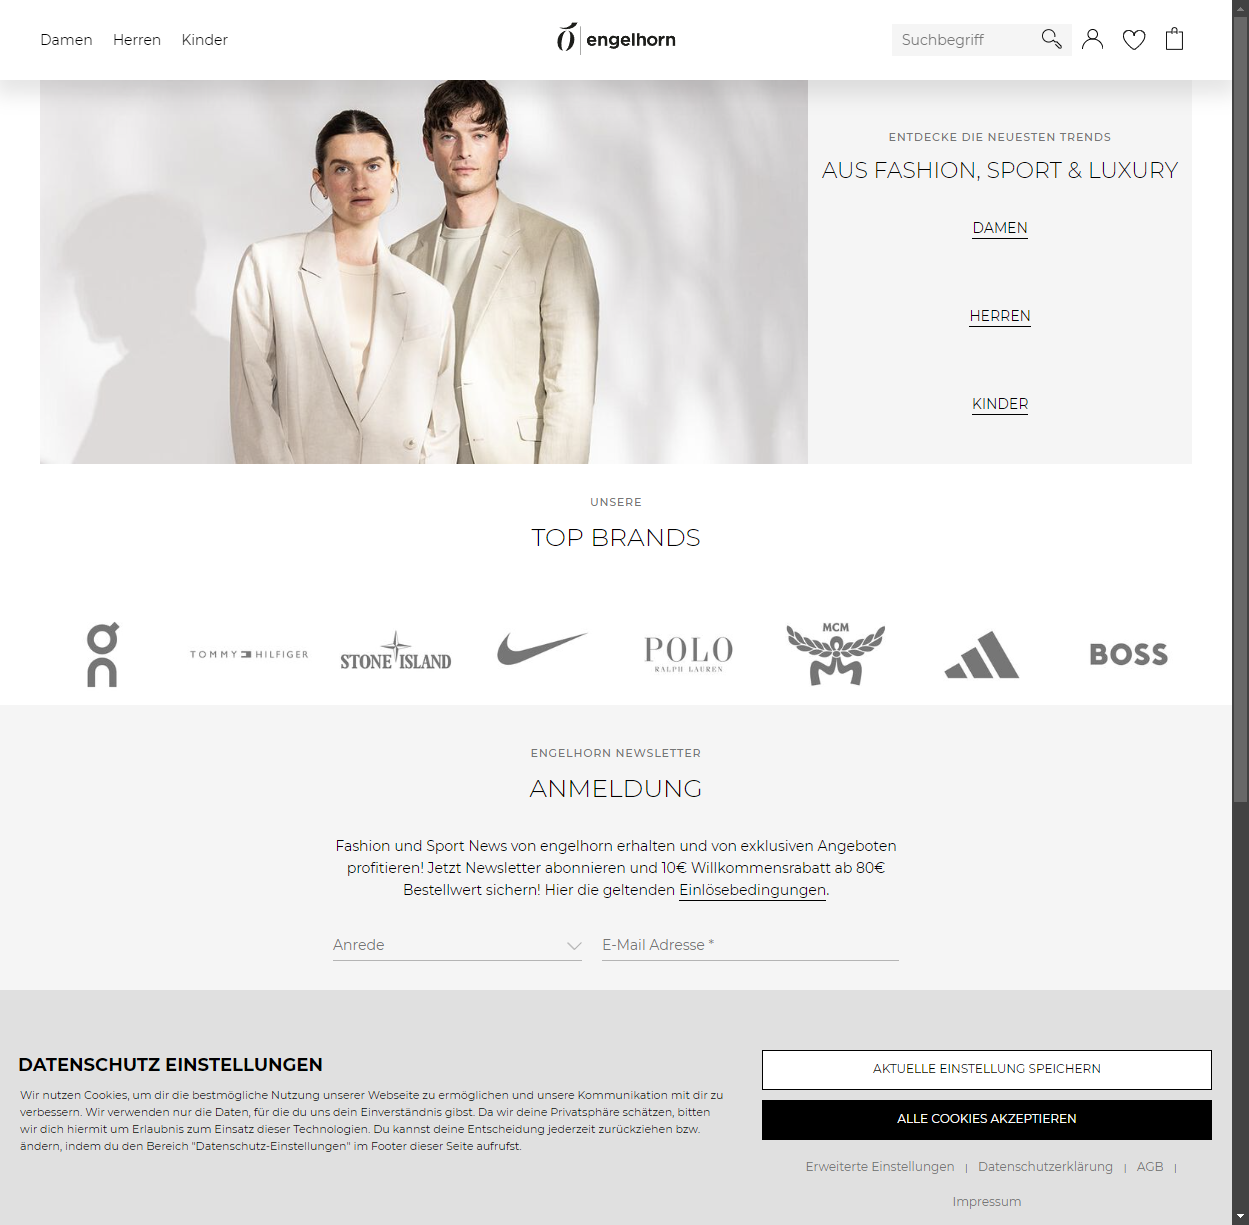 Damen Herren Kinder
engelhorn
Suchbegriff
ENTDECKE DIE NEUESTEN TRENDS
AUS FASHION, SPORT & LUXURY
DAMEN
HERREN
KINDER
UNSERE
TOP BRANDS
on
TOMMY HILFIGER
STONE ISLAND
POLO
RALPH LAUREN
MCM
BOSS
ENGELHORN NEWSLETTER
ANMELDUNG
Fashion und Sport News von engelhorn erhalten und von exklusiven Angeboten
profitieren! Jetzt Newsletter abonnieren und 10€ Willkommensrabatt ab 80€
Bestellwert sichern! Hier die geltenden Einlösebedingungen.
Anrede
E-Mail Adresse *
DATENSCHUTZ EINSTELLUNGEN
Wir nutzen Cookies, um dir die bestmögliche Nutzung unserer Webseite zu ermöglichen und unsere Kommunikation mit dir zu
verbessern. Wir verwenden nur die Daten, für die du uns dein Einverständnis gibst. Da wir deine Privatsphäre schätzen, bitten
wir dich hiermit um Erlaubnis zum Einsatz dieser Technologien. Du kannst deine Entscheidung jederzeit zurückziehen bzw.
ändern, indem du den Bereich "Datenschutz-Einstellungen" im Footer dieser Seite aufrufst.
AKTUELLE EINSTELLUNG SPEICHERN
ALLE COOKIES AKZEPTIEREN
Erweiterte Einstellungen | Datenschutzerklärung | AGB |
Impressum